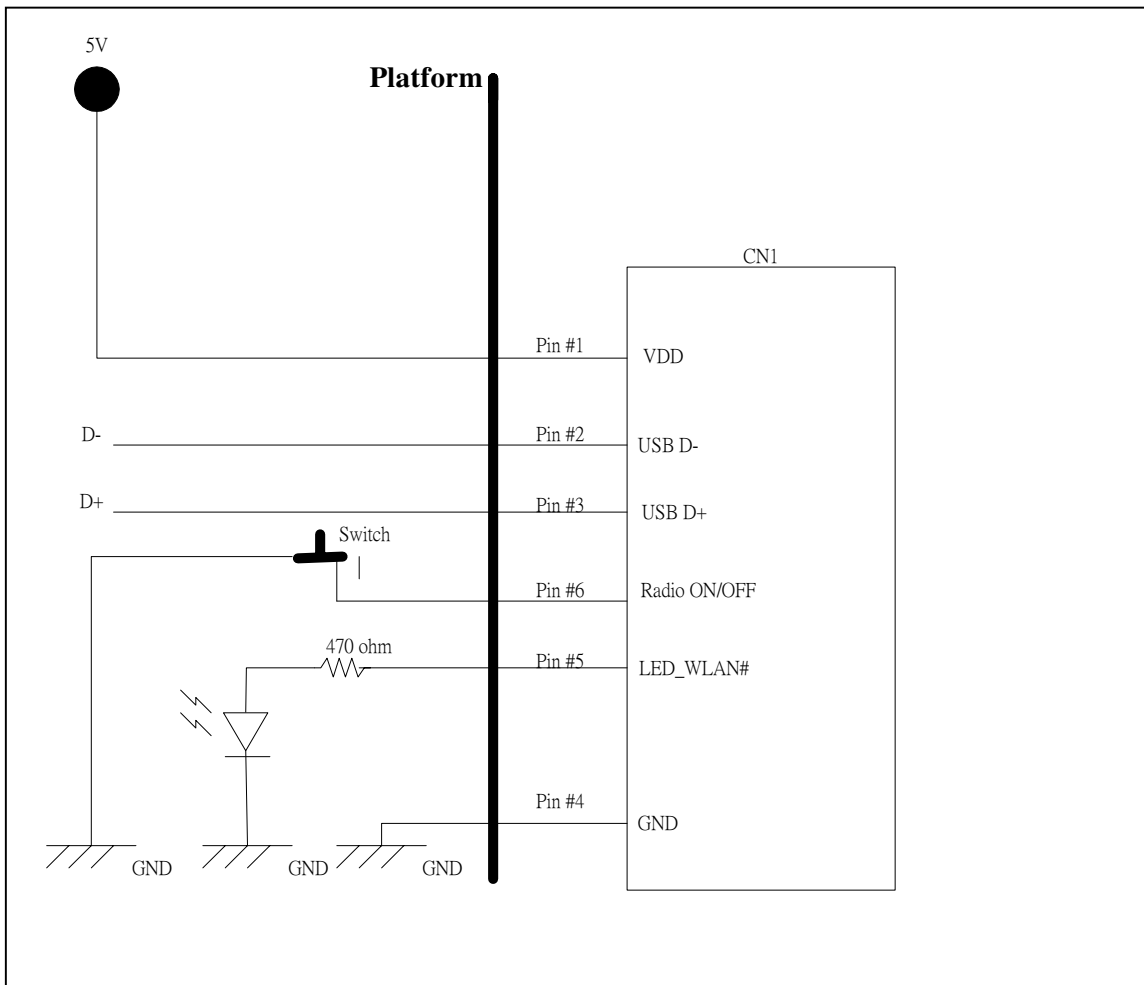 5V
Platform
CN1
Pin #1
VDD
D-
Pin #2
USB D-
D+
Pin #3
USB D+
Switch
Pin #6
Radio ON/OFF
470 ohm
Pin #5
LED_WLAN#
Pin #4
GND
GND
GND
GND